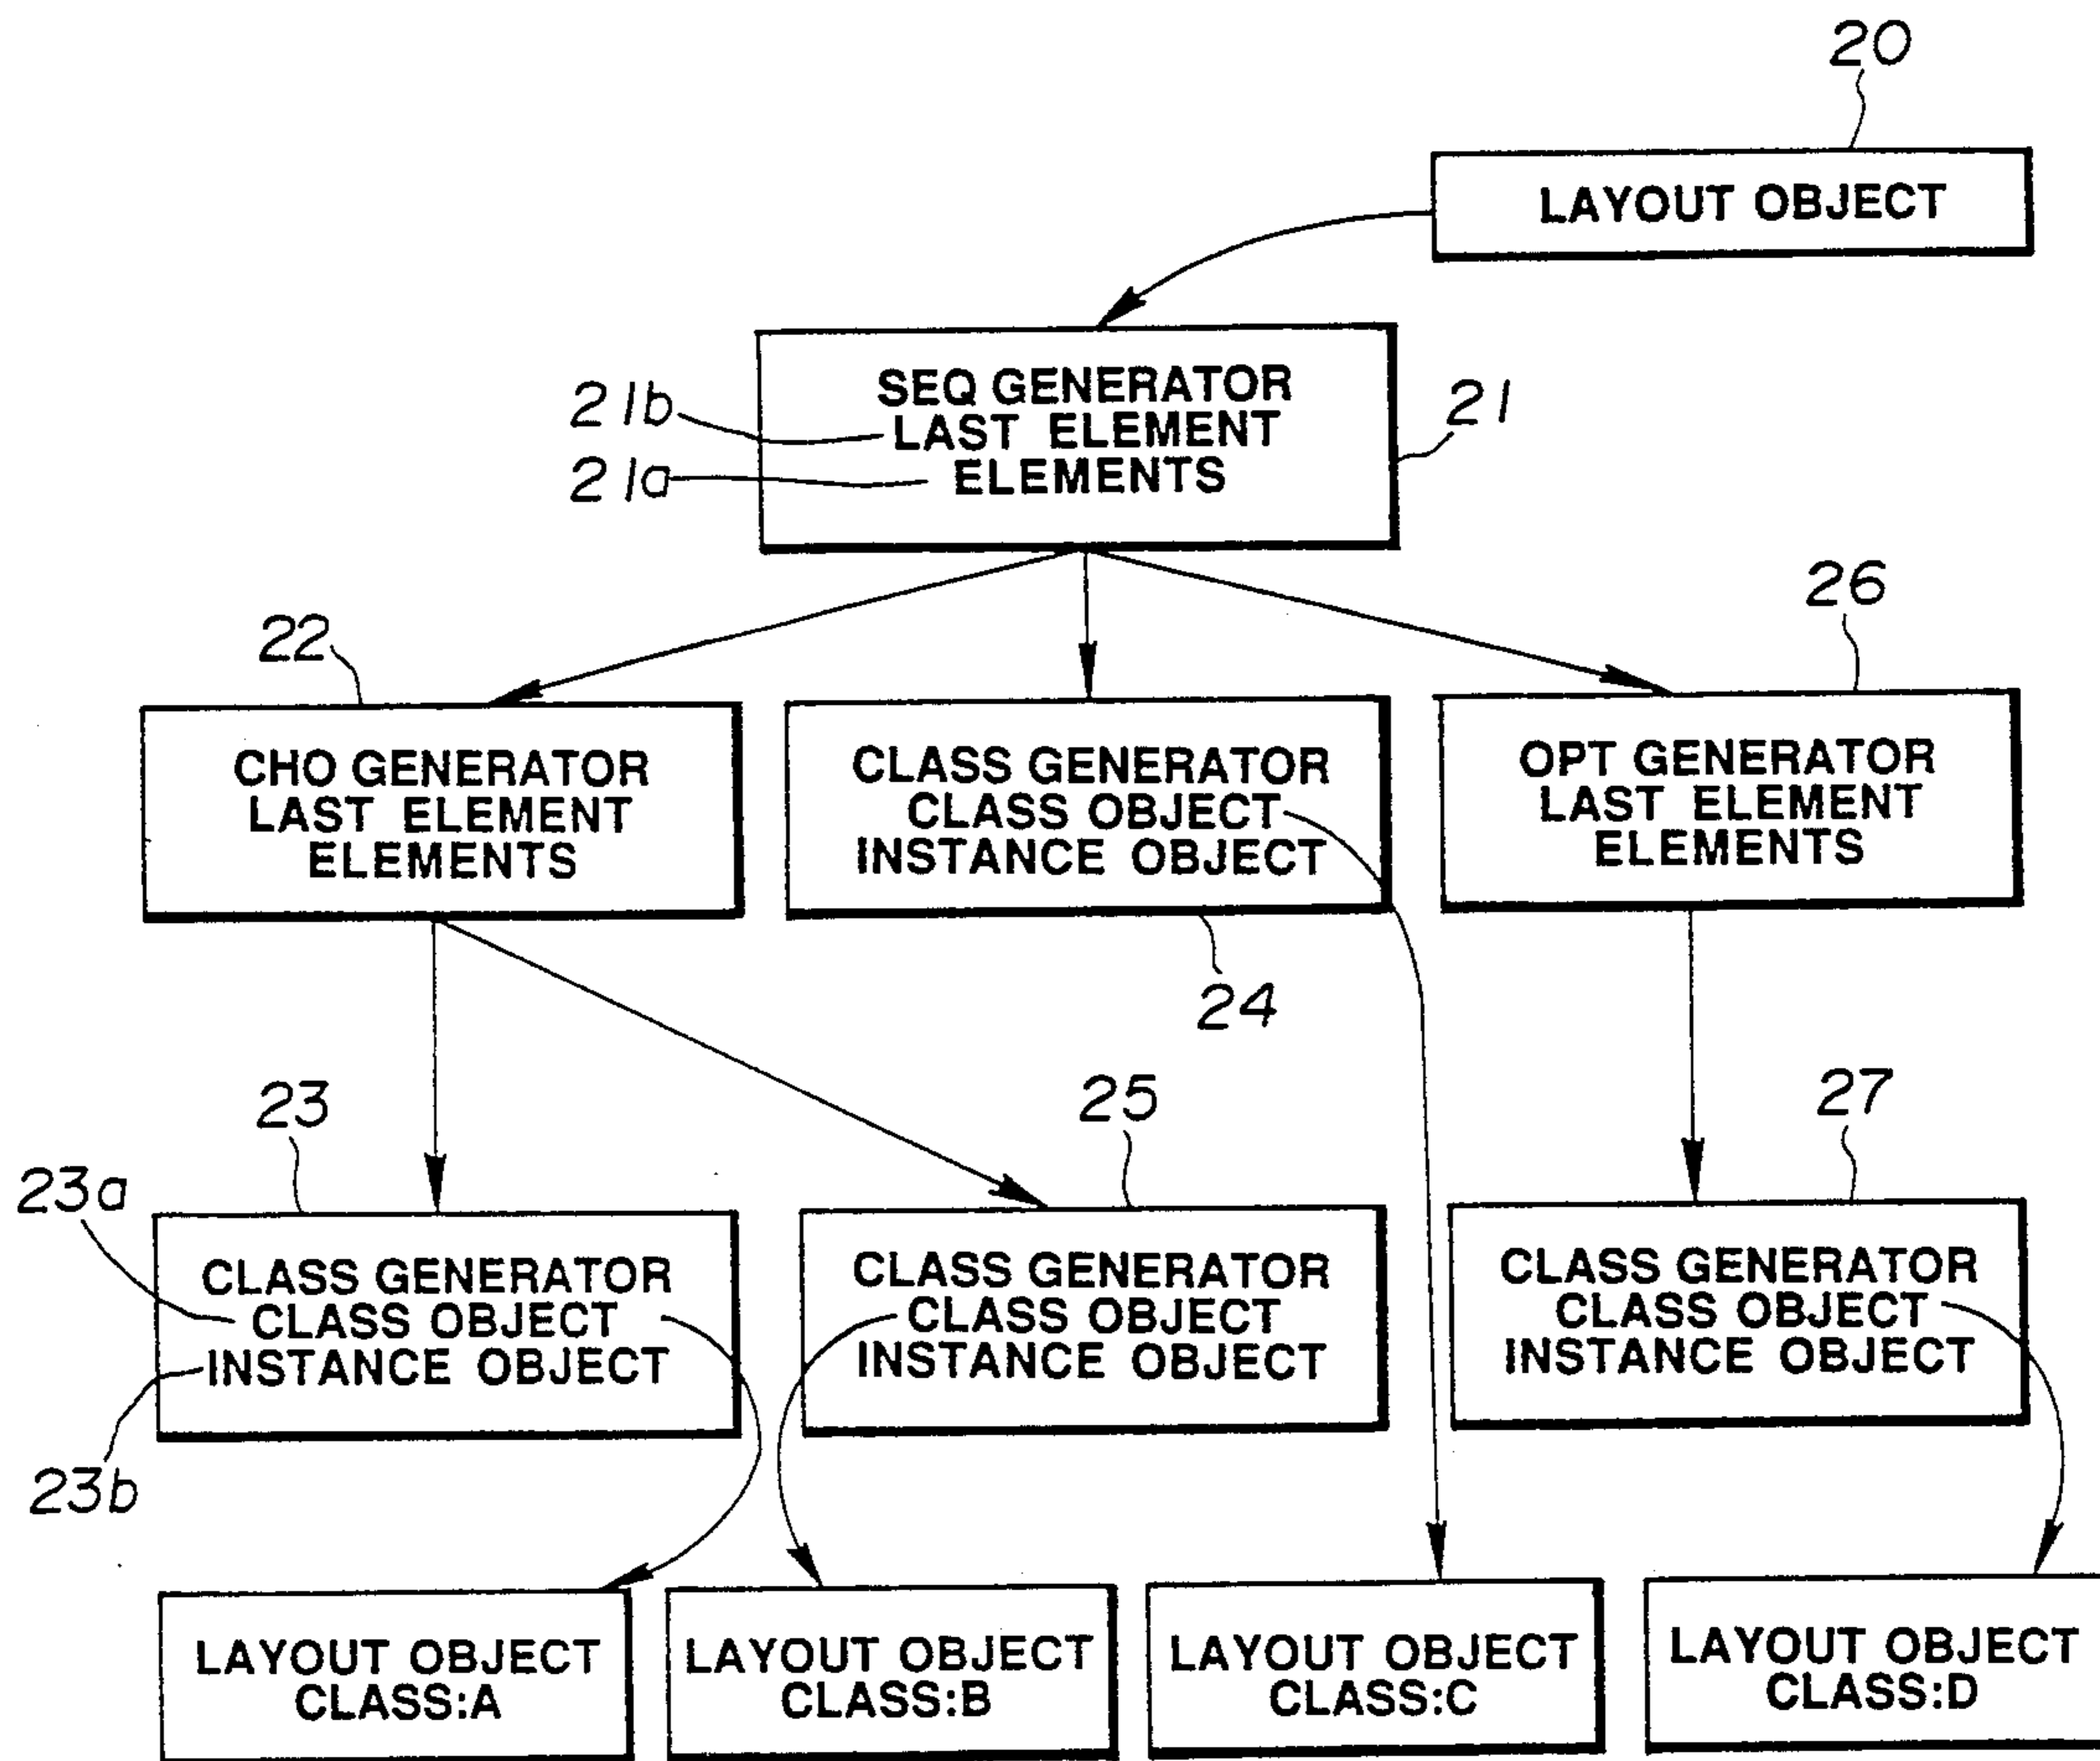 20
LAYOUT OBJECT
SEQ GENERATOR
LAST ELEMENT
ELEMENTS
21b
21a
21
22
26
CHO GENERATOR
LAST ELEMENT
ELEMENTS
CLASS GENERATOR
CLASS OBJECT
INSTANCE OBJECT
OPT GENERATOR
LAST ELEMENT
ELEMENTS
24
23
25
27
23a
CLASS GENERATOR
CLASS OBJECT
INSTANCE OBJECT
23b
CLASS GENERATOR
CLASS OBJECT
INSTANCE OBJECT
CLASS GENERATOR
CLASS OBJECT
INSTANCE OBJECT
LAYOUT OBJECT
CLASS:A
LAYOUT OBJECT
CLASS:B
LAYOUT OBJECT
CLASS:C
LAYOUT OBJECT
CLASS:D